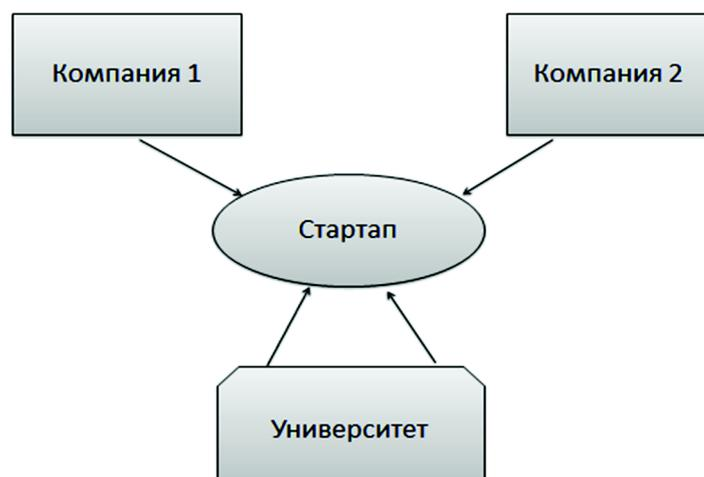 Компания 1
Компания 2
Стартап
Университет